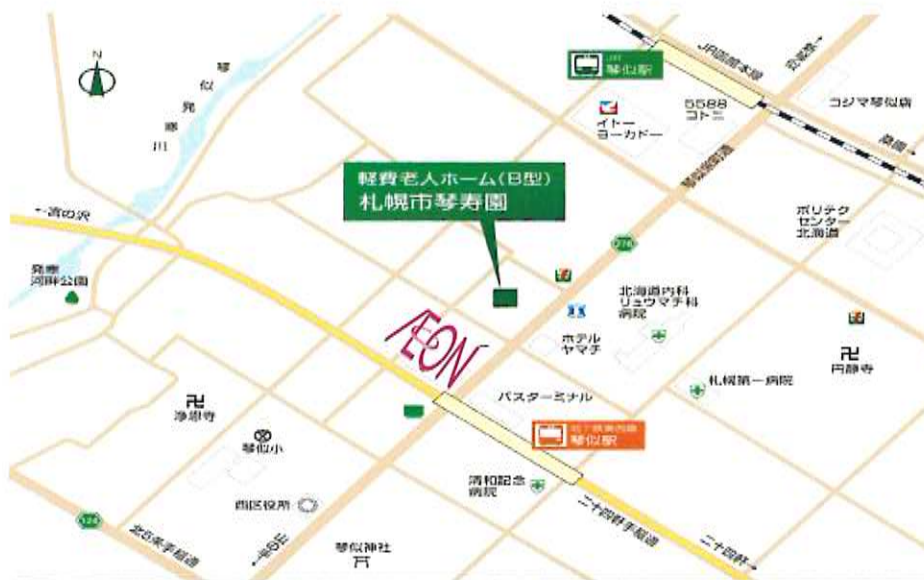 N
琴似発寒川
JR
琴似駅
JR函館本線
5588
コトニ
イトー
ヨーカドー
コジマ琴似店
桑園→
軽費老人ホーム(B型)
札幌市琴寿園
琴似栄町通
276
ポリテク
センター
北海道
←宮の沢
発寒
河畔公園
北海道内科
リュウマチ科
病院
ホテル
ヤマチ
ÆON
札幌第一病院
円静寺
バスターミナル
地下鉄東西線
琴似駅
浄恩寺
琴似小
清和記念
病院
西区役所
124
北5条手稲通
琴似神社
二十四軒手稲通
二十四軒→